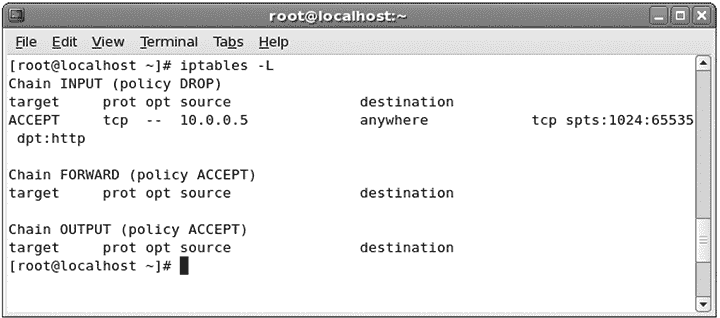 root@localhost:~
File Edit View Terminal Tabs Help
[root@localhost ~]# iptables -L
Chain INPUT (policy DROP)
target     prot opt source               destination
ACCEPT     tcp  --  10.0.0.5             anywhere             tcp spts:1024:65535
 dpt:http
Chain FORWARD (policy ACCEPT)
target     prot opt source               destination
Chain OUTPUT (policy ACCEPT)
target     prot opt source               destination
[root@localhost ~]#